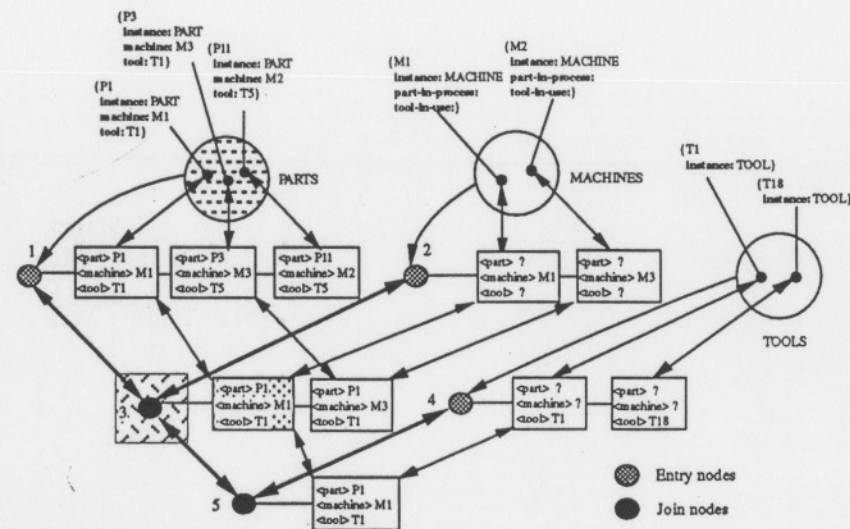 {P3
instance: PART
machine: M3
tool: T1}
{P11
instance: PART
machine: M2
tool: T5}
{P1
instance: PART
machine: M1
tool: T1}
{M1
instance: MACHINE
part-in-process:
tool-in-use:}
{M2
instance: MACHINE
part-in-process:
tool-in-use:}
{T1
instance: TOOL}
{T18
instance: TOOL}
PARTS
MACHINES
TOOLS
1
<part> P1
<machine> M1
<tool> T1
<part> P3
<machine> M3
<tool> T5
<part> P11
<machine> M2
<tool> T5
2
<part> ?
<machine> M1
<tool> ?
<part> ?
<machine> M3
<tool> ?
3
<part> P1
<machine> M1
<tool> T1
<part> P1
<machine> M3
<tool> T1
4
<part> ?
<machine> ?
<tool> T1
<part> ?
<machine> ?
<tool> T18
5
<part> P1
<machine> M1
<tool> T1
Entry nodes
Join nodes